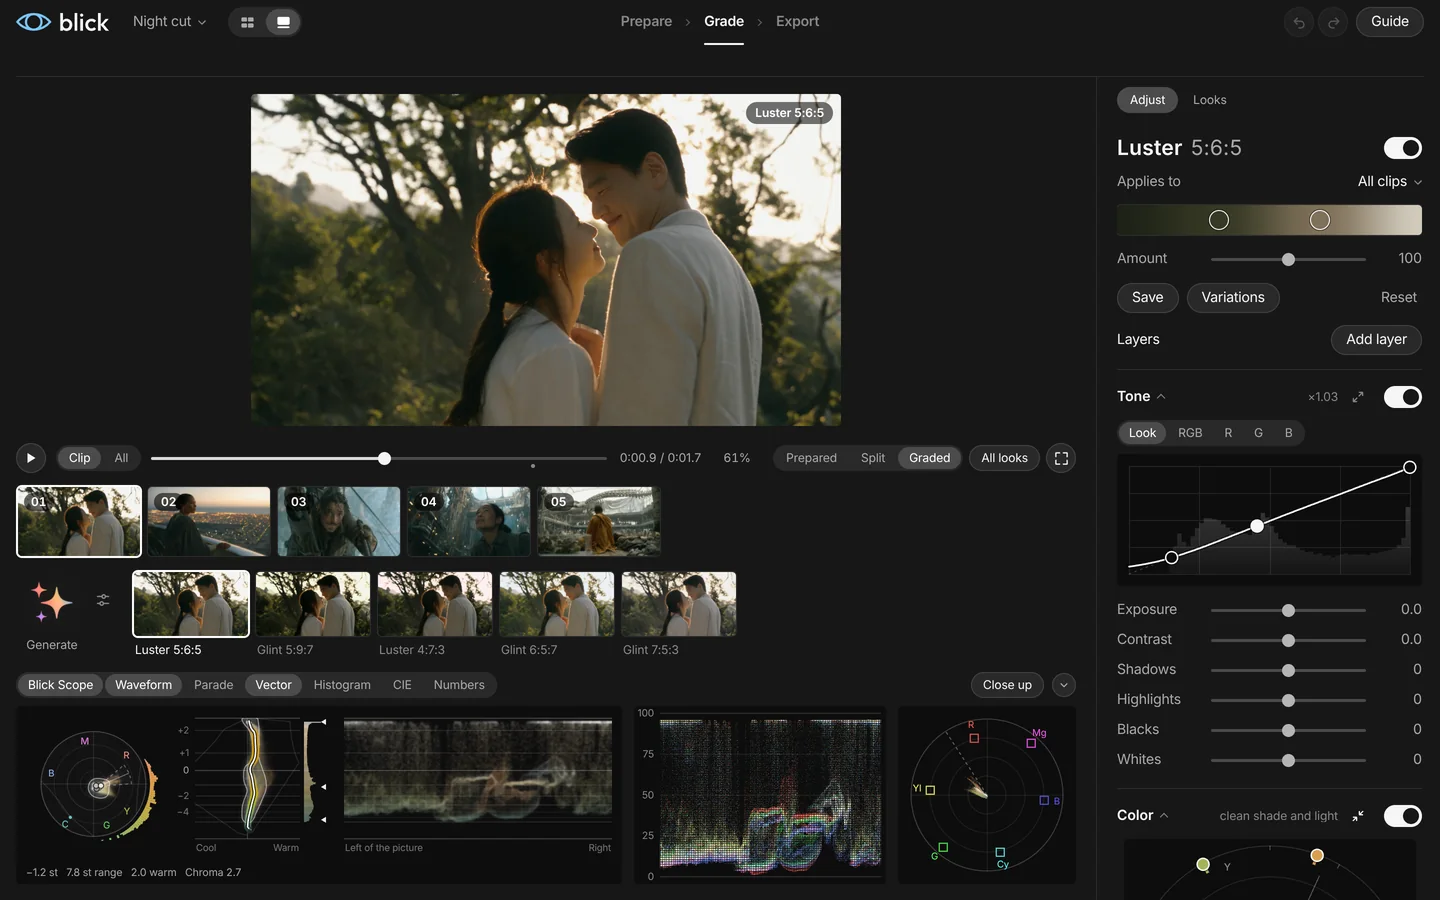 blick
Night cut
Prepare > Grade > Export
Guide
Luster 5:6:5
Adjust Looks
Luster 5:6:5
Applies to All clips
Amount 100
Save Variations Reset
Layers Add layer
Tone ×1.03
Look RGB R G B
Exposure 0.0
Contrast 0.0
Shadows 0
Highlights 0
Blacks 0
Whites 0
Color clean shade and light
Y
Clip All 0:00.9 / 0:01.7 61% Prepared Split Graded All looks
01 02 03 04 05
Generate
Luster 5:6:5 Glint 5:9:7 Luster 4:7:3 Glint 6:5:7 Glint 7:5:3
Blick Scope Waveform Parade Vector Histogram CIE Numbers Close up
M R B Y C G
+2
+1
0
−2
−4
Cool Warm
Left of the picture Right
−1.2 st 7.8 st range 2.0 warm Chroma 2.7
100
75
50
25
0
R Mg Yl B G Cy